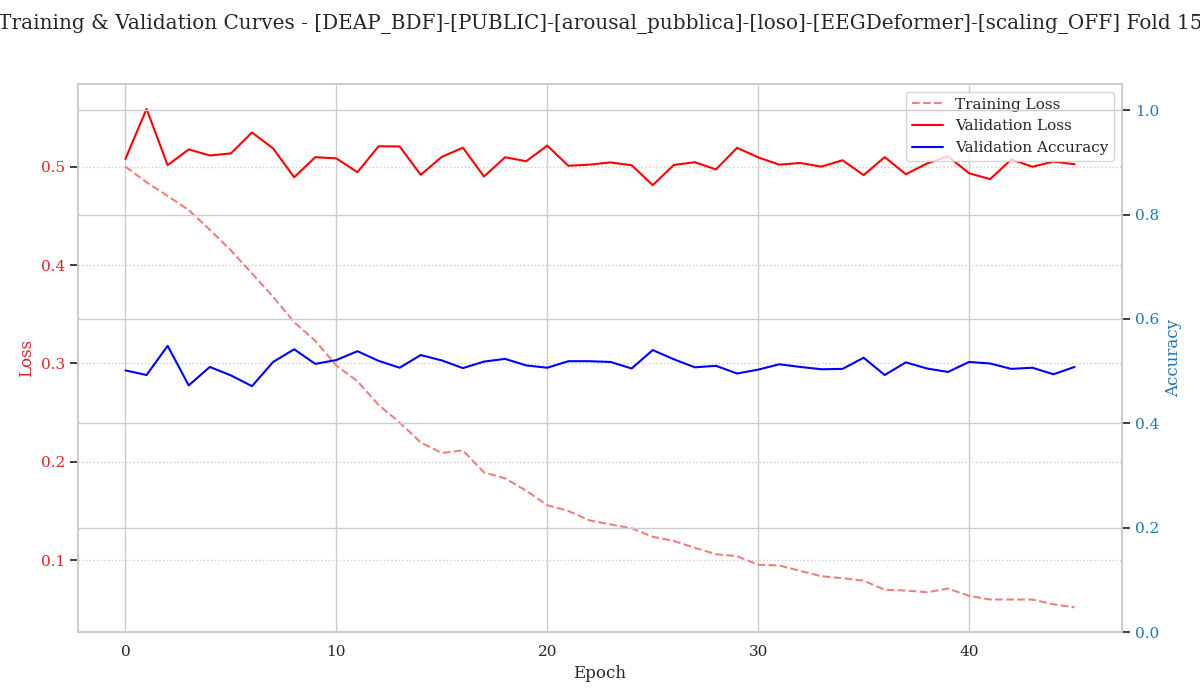 Training & Validation Curves - [DEAP_BDF]-[PUBLIC]-[arousal_pubblica]-[loso]-[EEGDeformer]-[scaling_OFF] Fold 15
Training Loss
Validation Loss
Validation Accuracy
0.5
0.4
0.3
0.2
0.1
Loss
1.0
0.8
0.6
0.4
0.2
0.0
Accuracy
0
10
20
30
40
Epoch